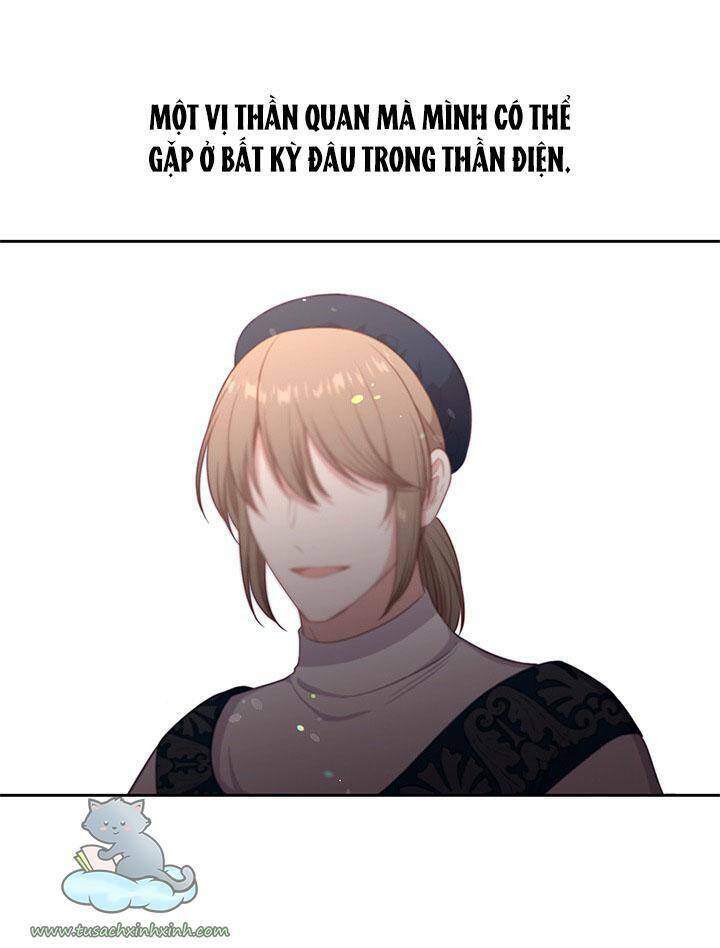 MỘT VỊ THẦN QUAN MÀ MÌNH CÓ THỂ
GẶP Ở BẤT KỲ ĐÂU TRONG THẦN ĐIỆN.
www.tusachxinhxinh.com